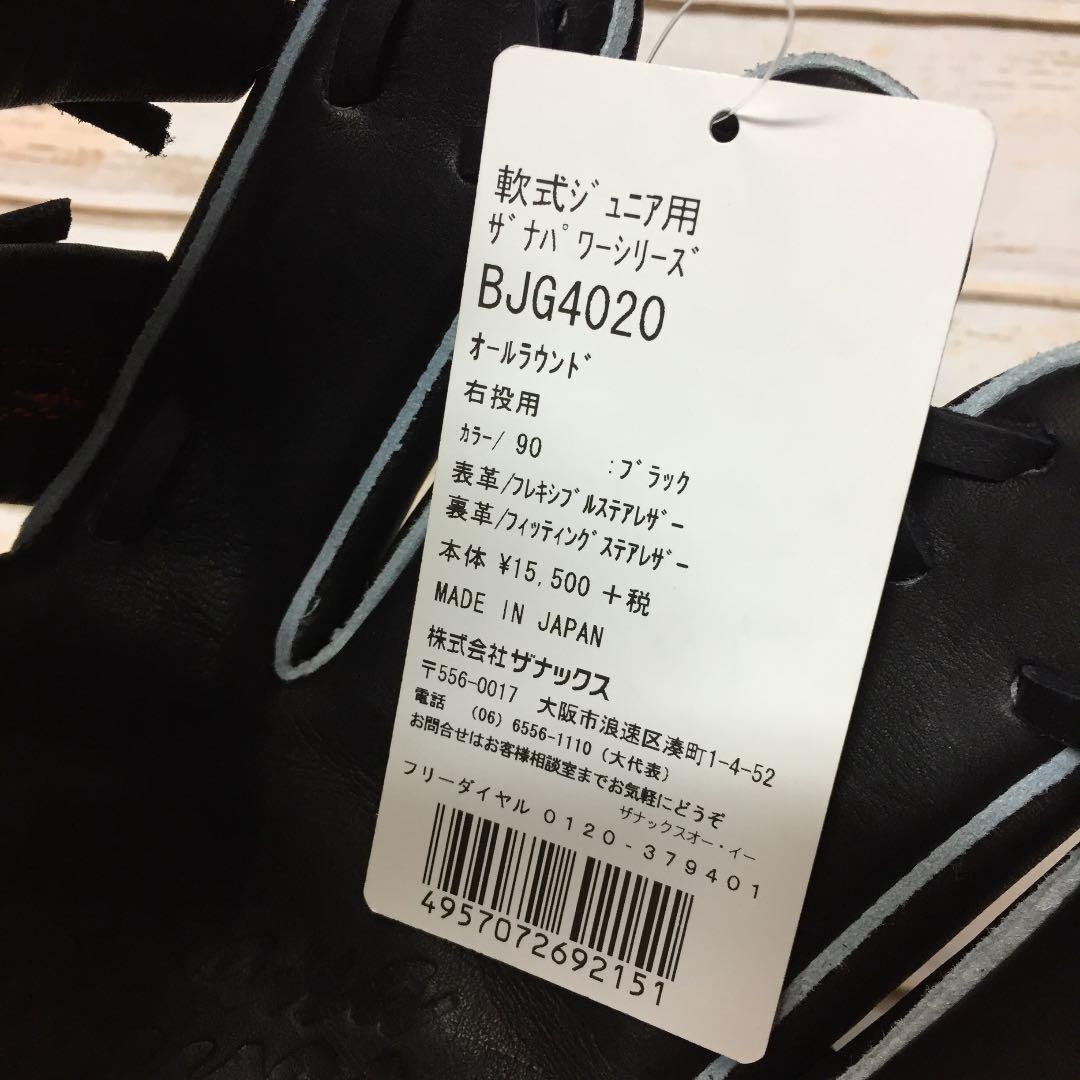 軟式ｼﾞｭﾆｱ用
ｻﾞﾅﾊﾟﾜｰｼﾘｰｽﾞ
BJG4020
ｵｰﾙﾗｳﾝﾄﾞ
右投用
ｶﾗｰ/ 90 :ﾌﾞﾗｯｸ
表革/ﾌﾚｷｼﾌﾞﾙｽﾃｱﾚｻﾞｰ
裏革/ﾌｨｯﾃｨﾝｸﾞｽﾃｱﾚｻﾞｰ
本体 ¥15,500 +税
MADE IN JAPAN
株式会社ザナックス
〒556-0017 大阪市浪速区湊町1-4-52
電話 (06) 6556-1110 (大代表)
お問合せはお客様相談室までお気軽にどうぞ
ザナックスオー・イー
フリーダイヤル 0120-379401
4957072692151